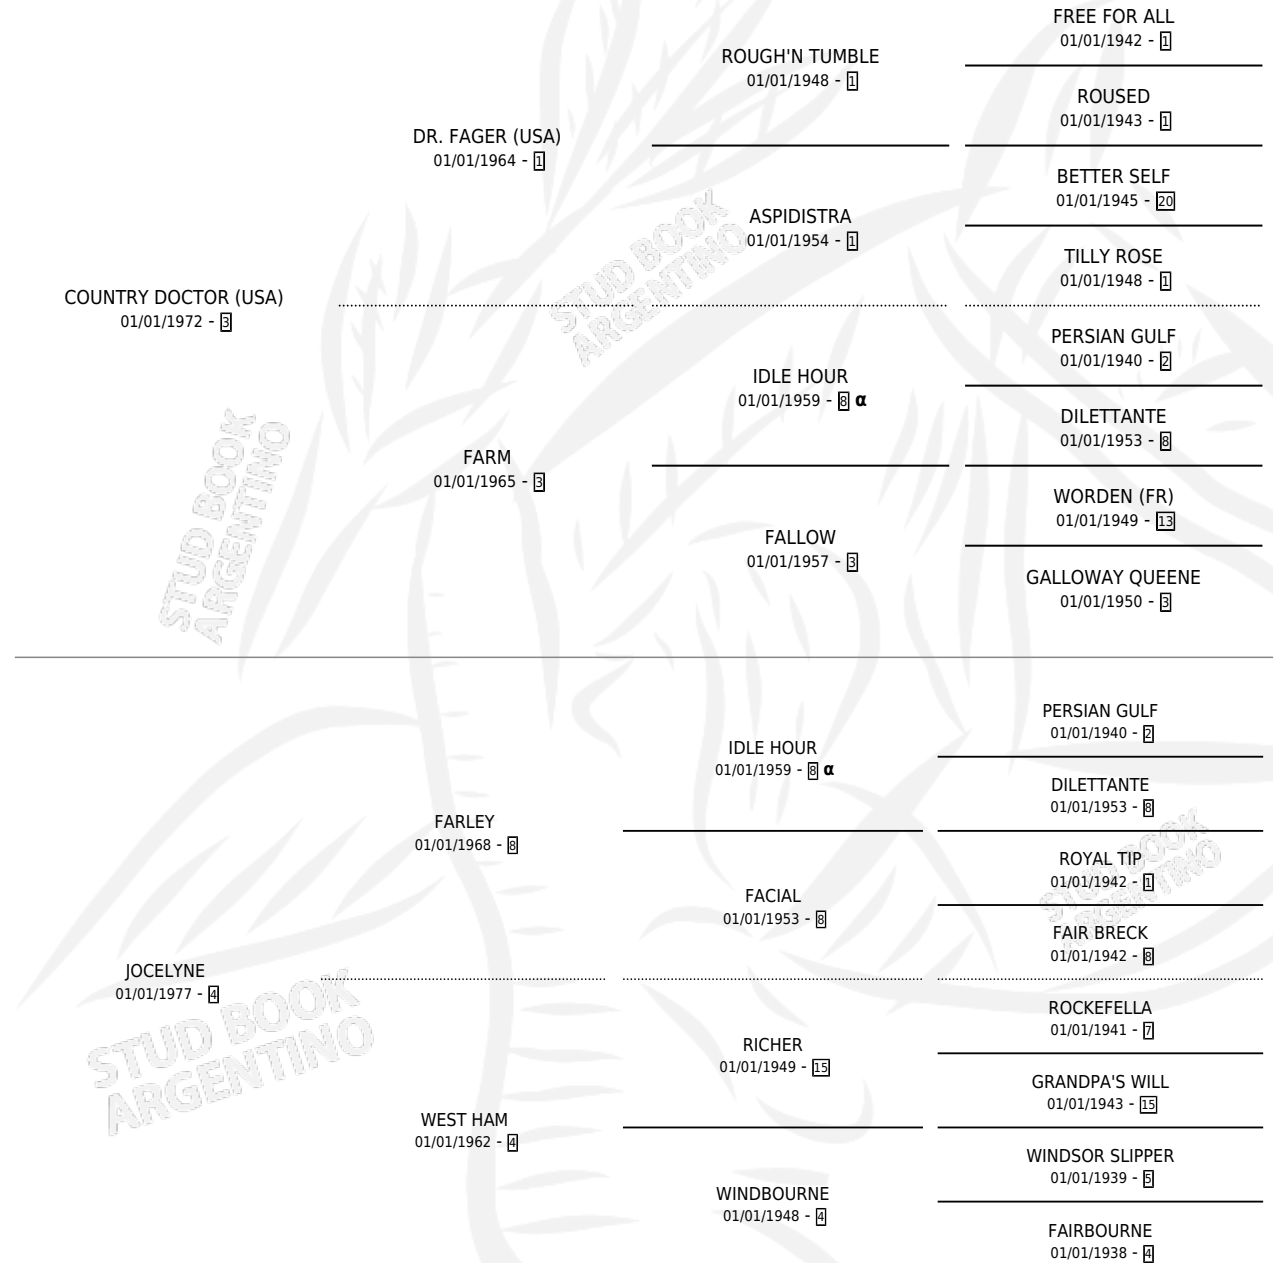 FREE FOR ALL
01/01/1942 - 1
ROUGH'N TUMBLE
01/01/1948 - 1
ROUSED
01/01/1943 - 1
DR. FAGER (USA)
01/01/1964 - 1
BETTER SELF
01/01/1945 - 20
ASPIDISTRA
01/01/1954 - 1
TILLY ROSE
01/01/1948 - 1
COUNTRY DOCTOR (USA)
01/01/1972 - 3
PERSIAN GULF
01/01/1940 - 2
IDLE HOUR
01/01/1959 - 8 α
DILETTANTE
01/01/1953 - 8
FARM
01/01/1965 - 3
WORDEN (FR)
01/01/1949 - 13
FALLOW
01/01/1957 - 3
GALLOWAY QUEENE
01/01/1950 - 3
STUD BOOK
ARGENTINO
STUD BOOK
ARGENTINO
PERSIAN GULF
01/01/1940 - 2
IDLE HOUR
01/01/1959 - 8 α
DILETTANTE
01/01/1953 - 8
FARLEY
01/01/1968 - 8
ROYAL TIP
01/01/1942 - 1
FACIAL
01/01/1953 - 8
FAIR BRECK
01/01/1942 - 8
JOCELYNE
01/01/1977 - 4
ROCKEFELLA
01/01/1941 - 7
RICHER
01/01/1949 - 15
GRANDPA'S WILL
01/01/1943 - 15
WEST HAM
01/01/1962 - 4
WINDSOR SLIPPER
01/01/1939 - 5
WINDBOURNE
01/01/1948 - 4
FAIRBOURNE
01/01/1938 - 4
STUD BOOK
ARGENTINO
STUD BOOK
ARGENTINO